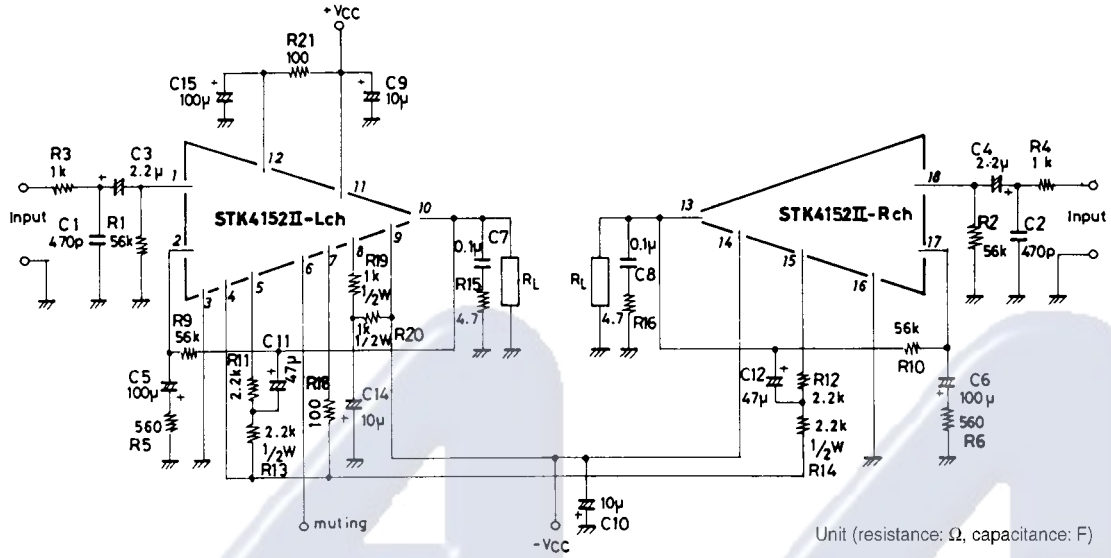 +VCC
R21
100
C15
100µ
+
C9
10µ
+
R3
1k
C3
2.2µ
+
1
12
11
Input
C1
470p
R1
56k
STK4152II-Lch
10
2
9
8
7
6
5
4
3
C7
0.1µ
R15
4.7
RL
R19
1k
1/2W
1k
1/2W
R20
R9
56k
C5
100µ
+
560
R5
R11
2.2k
C11
47µ
+
2.2k
1/2W
R13
R18
100
C14
10µ
+
muting
-VCC
10µ
C10
+
13
STK4152II-Rch
18
14
15
16
17
RL
0.1µ
C8
4.7
R16
C4
2.2µ
+
R4
1k
R2
56k
C2
470p
Input
56k
R10
C12
47µ
+
R12
2.2k
2.2k
1/2W
R14
C6
100µ
+
560
R6
Unit (resistance: Ω, capacitance: F)